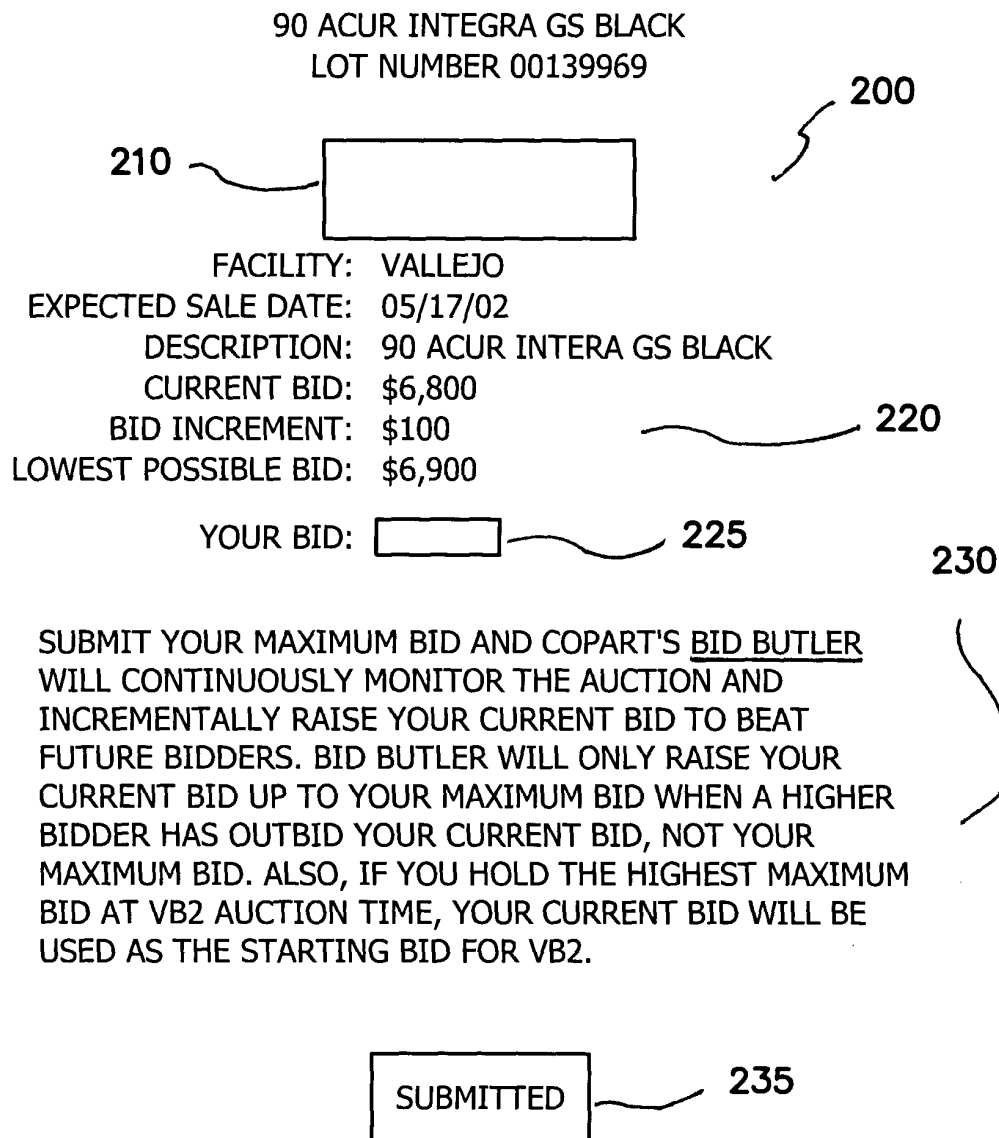 90 ACUR INTEGRA GS BLACK
LOT NUMBER 00139969
200
210
FACILITY: VALLEJO
EXPECTED SALE DATE: 05/17/02
DESCRIPTION: 90 ACUR INTERA GS BLACK
CURRENT BID: $6,800
BID INCREMENT: $100
220
LOWEST POSSIBLE BID: $6,900
YOUR BID:
225
230
SUBMIT YOUR MAXIMUM BID AND COPART'S BID BUTLER
WILL CONTINUOUSLY MONITOR THE AUCTION AND
INCREMENTALLY RAISE YOUR CURRENT BID TO BEAT
FUTURE BIDDERS. BID BUTLER WILL ONLY RAISE YOUR
CURRENT BID UP TO YOUR MAXIMUM BID WHEN A HIGHER
BIDDER HAS OUTBID YOUR CURRENT BID, NOT YOUR
MAXIMUM BID. ALSO, IF YOU HOLD THE HIGHEST MAXIMUM
BID AT VB2 AUCTION TIME, YOUR CURRENT BID WILL BE
USED AS THE STARTING BID FOR VB2.
SUBMITTED
235